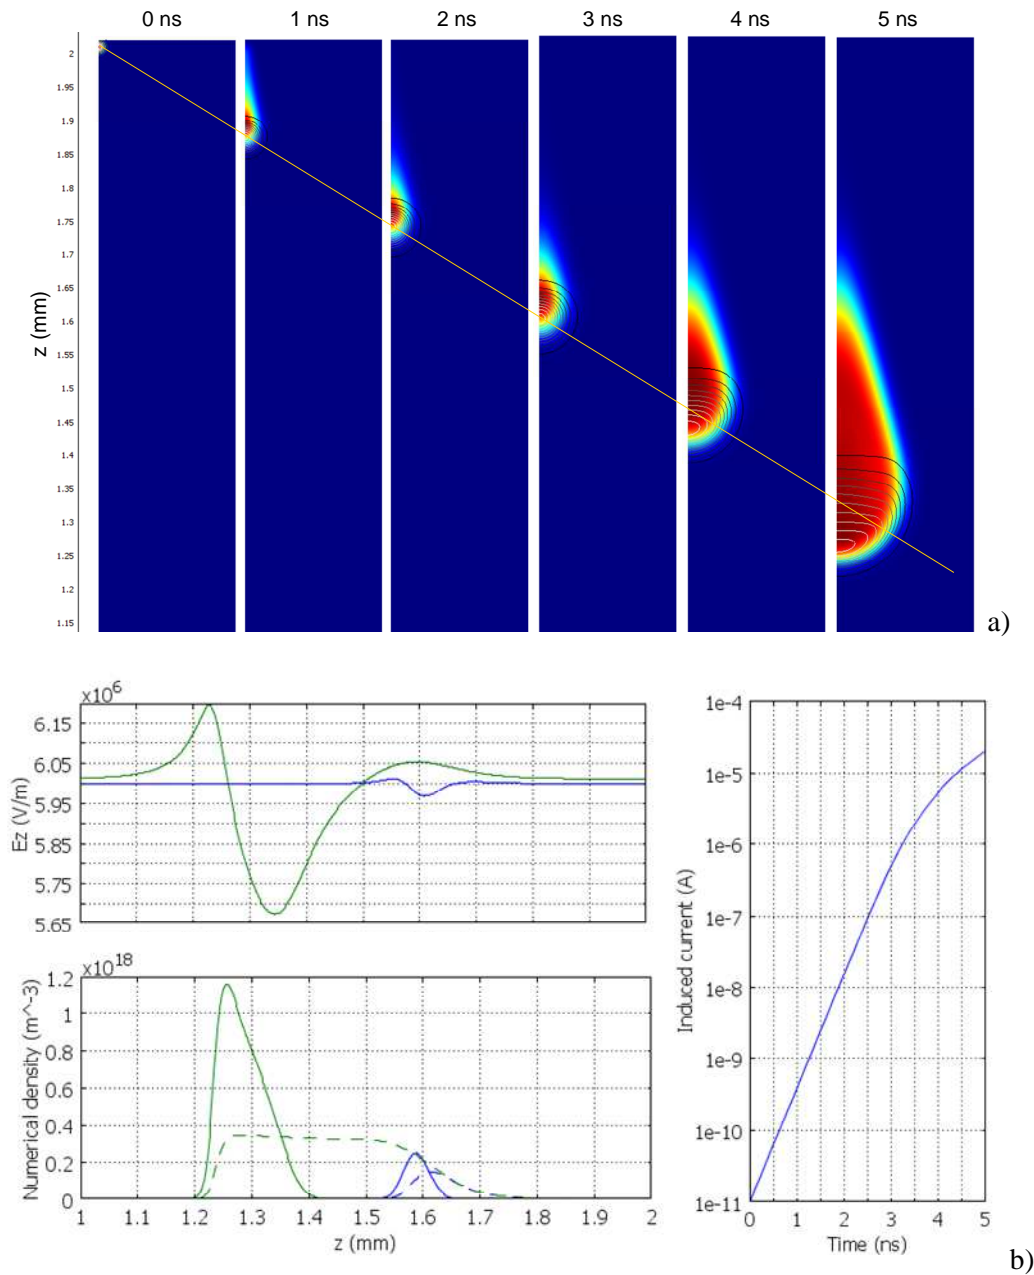 0 ns 1 ns 2 ns 3 ns 4 ns 5 ns
2
1.95
1.9
1.85
1.8
1.75
1.7
1.65
1.6
1.55
1.5
1.45
1.4
1.35
1.3
1.25
1.2
1.15
z (mm)
a)
x10^6
6.15
6.05
5.95
5.85
5.75
5.65
Ez (V/m)
x10^18
1.2
1
0.8
0.6
0.4
0.2
0
Numerical density (m^-3)
1 1.1 1.2 1.3 1.4 1.5 1.6 1.7 1.8 1.9 2
z (mm)
1e-4
1e-5
1e-6
1e-7
1e-8
1e-9
1e-10
1e-11
Induced current (A)
0 1 2 3 4 5
Time (ns)
b)